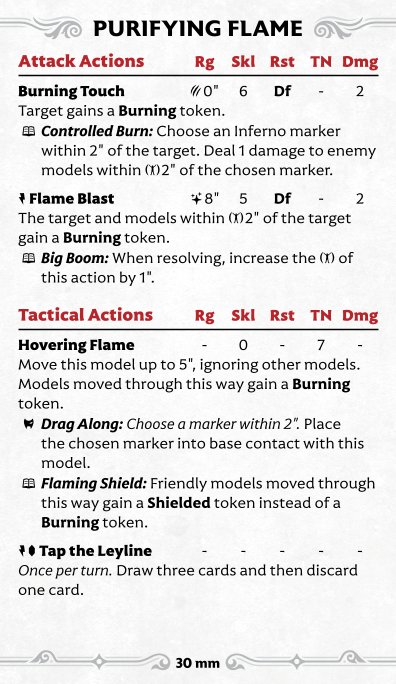 PURIFYING FLAME
Attack Actions Rg Skl Rst TN Dmg
Burning Touch 0" 6 Df - 2
Target gains a Burning token.
Controlled Burn: Choose an Inferno marker
within 2" of the target. Deal 1 damage to enemy
models within 2" of the chosen marker.
Flame Blast 8" 5 Df - 2
The target and models within 2" of the target
gain a Burning token.
Big Boom: When resolving, increase the of
this action by 1".
Tactical Actions Rg Skl Rst TN Dmg
Hovering Flame - 0 - 7 -
Move this model up to 5", ignoring other models.
Models moved through this way gain a Burning
token.
Drag Along: Choose a marker within 2". Place
the chosen marker into base contact with this
model.
Flaming Shield: Friendly models moved through
this way gain a Shielded token instead of a
Burning token.
Tap the Leyline - - - - -
Once per turn. Draw three cards and then discard
one card.
30 mm